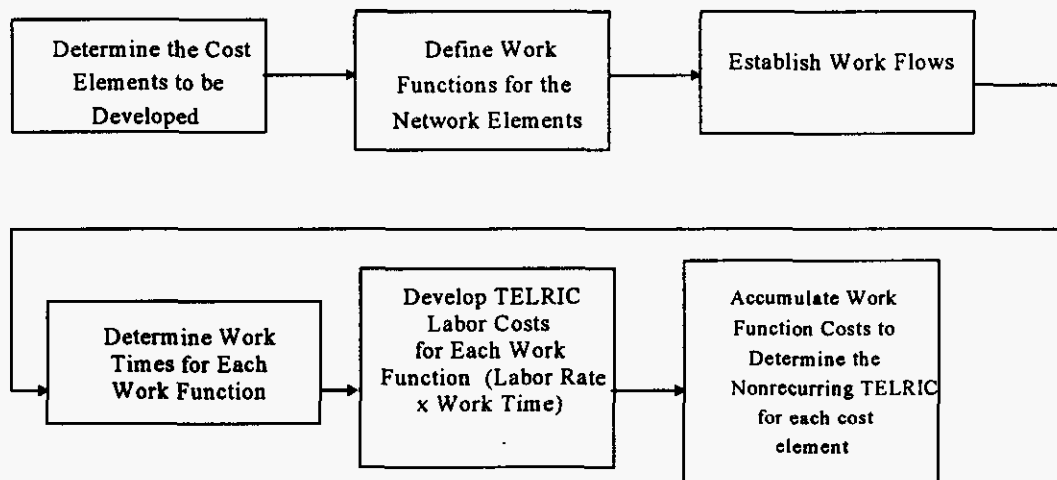 Determine the Cost
Elements to be
Developed
Define Work
Functions for the
Network Elements
Establish Work Flows
Determine Work
Times for Each
Work Function
Develop TELRIC
Labor Costs
for Each Work
Function (Labor Rate
x Work Time)
Accumulate Work
Function Costs to
Determine the
Nonrecurring TELRIC
for each cost
element